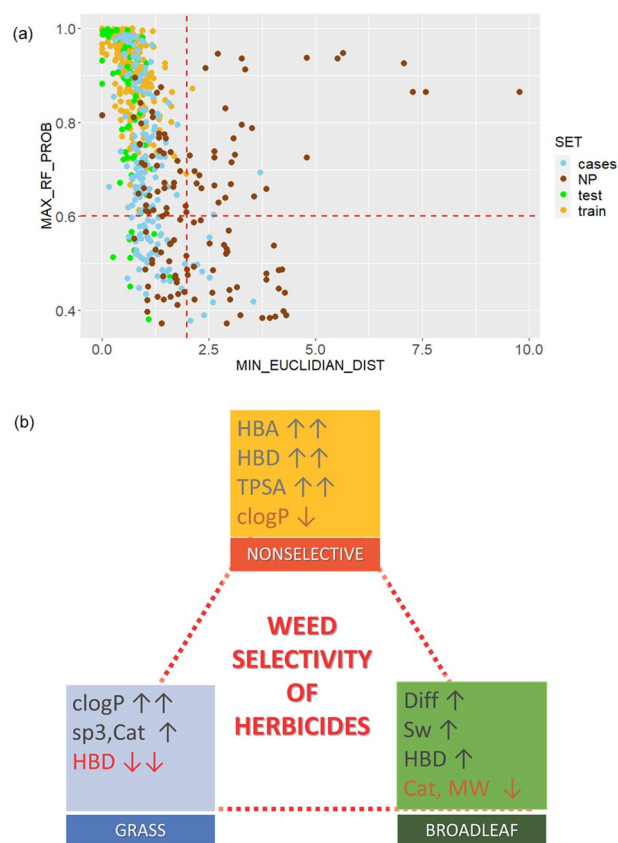 (a)
1.0
0.8
0.6
0.4
MAX_RF_PROB
0.0
2.5
5.0
7.5
10.0
MIN_EUCLIDIAN_DIST
SET
cases
NP
test
train
(b)
HBA ↑ ↑
HBD ↑ ↑
TPSA ↑ ↑
clogP ↓
NONSELECTIVE
WEED
SELECTIVITY
OF
HERBICIDES
clogP ↑ ↑
sp3,Cat ↑
HBD ↓ ↓
GRASS
Diff ↑
Sw ↑
HBD ↑
Cat, MW ↓
BROADLEAF